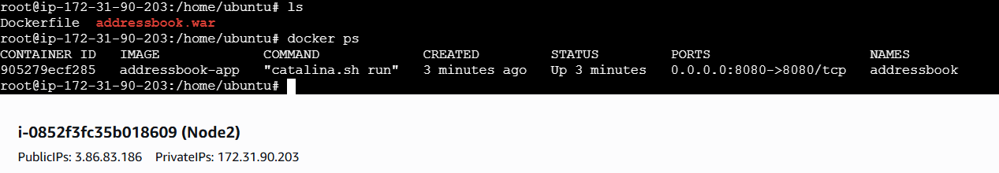 root@ip-172-31-90-203:/home/ubuntu# ls
Dockerfile  addressbook.war
root@ip-172-31-90-203:/home/ubuntu# docker ps
CONTAINER ID   IMAGE             COMMAND             CREATED         STATUS         PORTS                    NAMES
905279ecf285   addressbook-app   "catalina.sh run"   3 minutes ago   Up 3 minutes   0.0.0.0:8080->8080/tcp   addressbook
root@ip-172-31-90-203:/home/ubuntu#
i-0852f3fc35b018609 (Node2)
PublicIPs: 3.86.83.186    PrivateIPs: 172.31.90.203